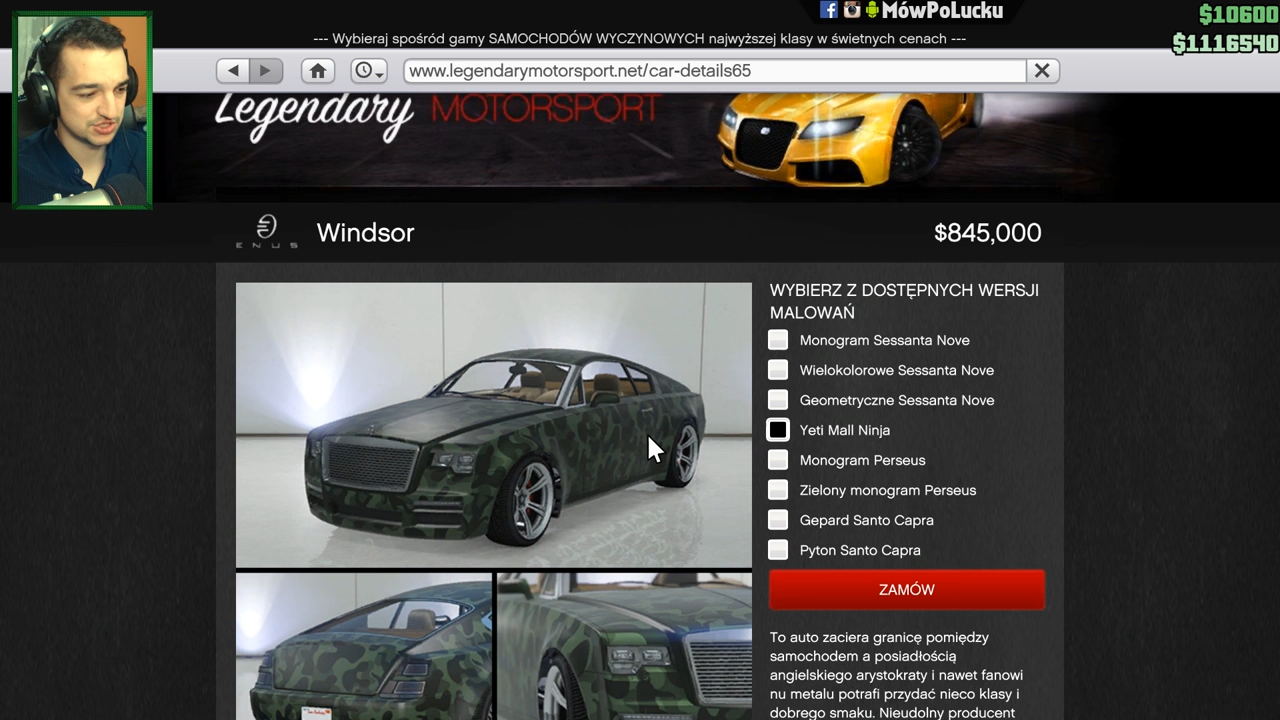 MówPoLucku
$10600
--- Wybieraj spośród gamy SAMOCHODÓW WYCZYNOWYCH najwyższej klasy w świetnych cenach ---
$1116540
www.legendarymotorsport.net/car-details65
Legendary MOTORSPORT
ENUS
Windsor
$845,000
WYBIERZ Z DOSTĘPNYCH WERSJI
MALOWAŃ
Monogram Sessanta Nove
Wielokolorowe Sessanta Nove
Geometryczne Sessanta Nove
Yeti Mall Ninja
Monogram Perseus
Zielony monogram Perseus
Gepard Santo Capra
Pyton Santo Capra
ZAMÓW
To auto zaciera granicę pomiędzy
samochodem a posiadłością
angielskiego arystokraty i nawet fanowi
nu metalu potrafi przydać nieco klasy i
dobrego smaku. Nieudolny producent